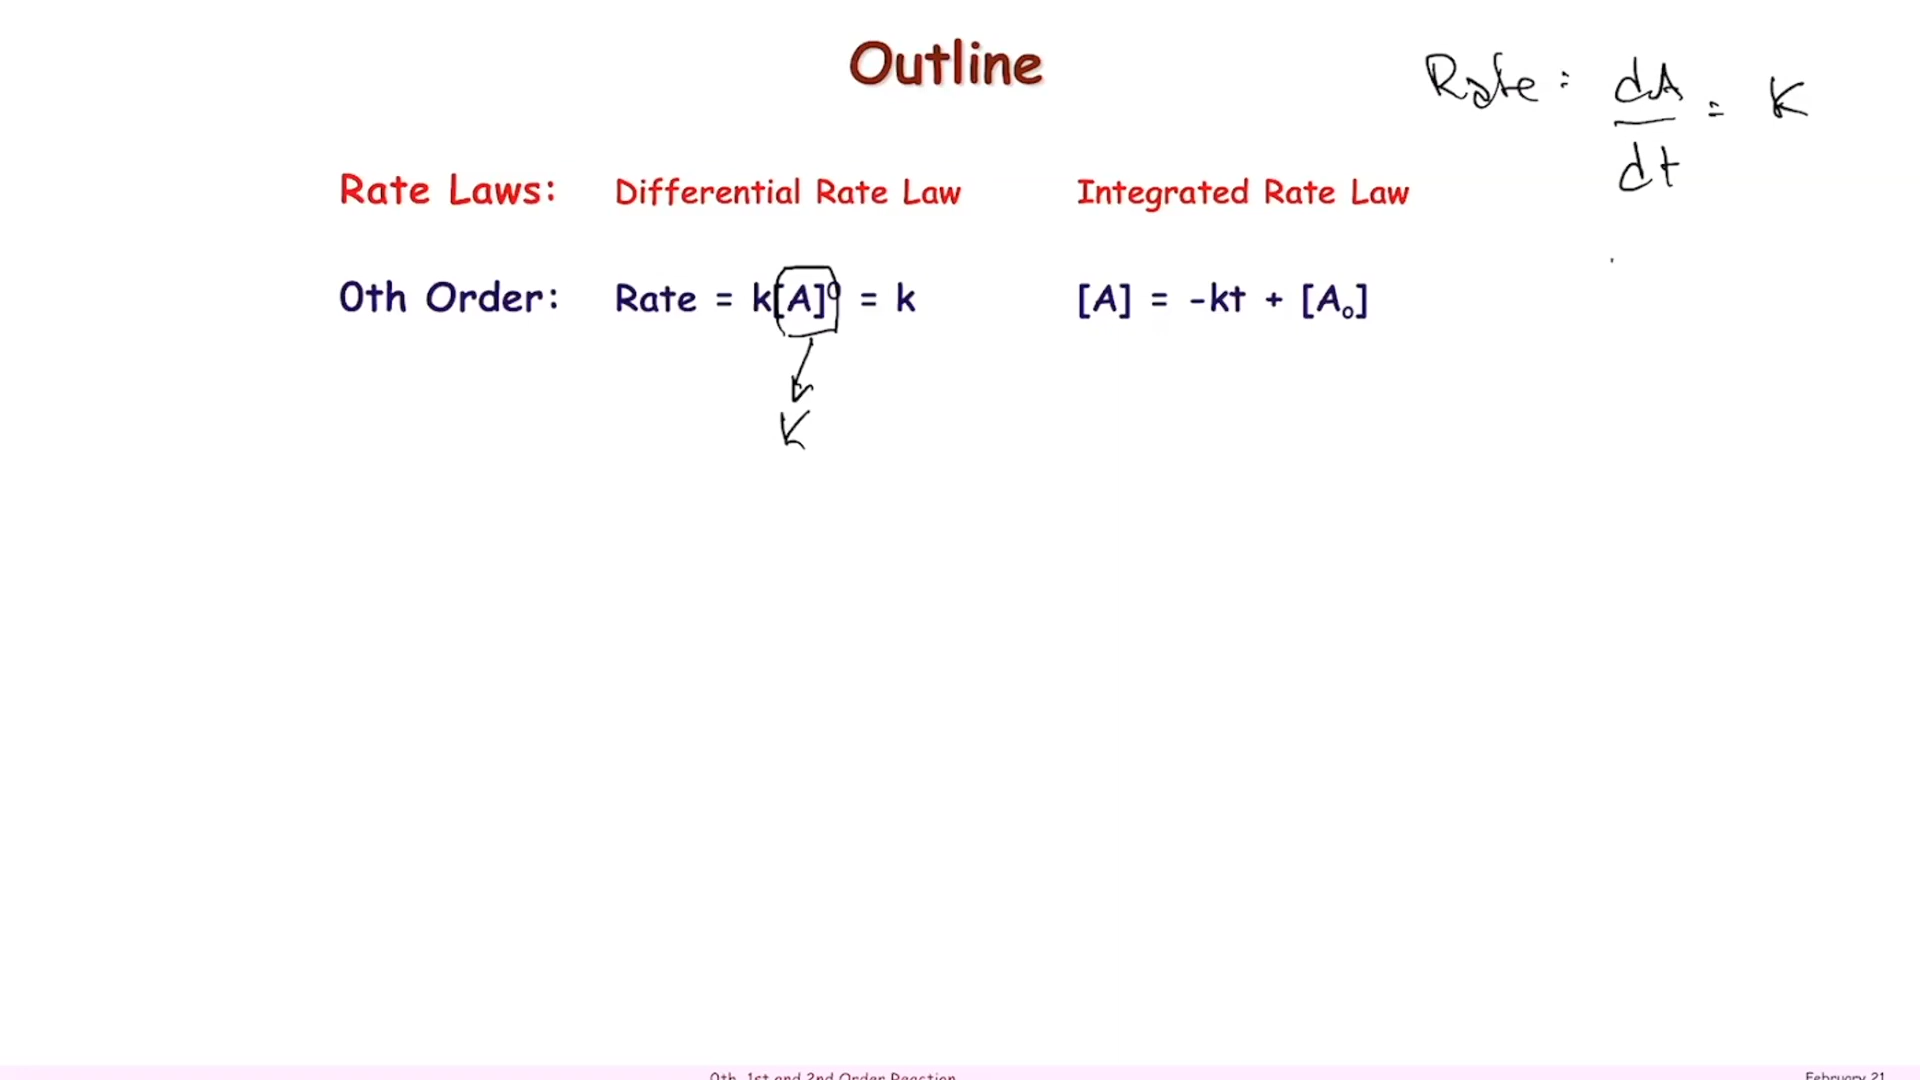 Outline
Rate = dA/dt = K
Rate Laws: Differential Rate Law Integrated Rate Law
0th Order: Rate = k[A]⁰ = k [A] = -kt + [A₀]
K
0th, 1st and 2nd Order Reaction February 21